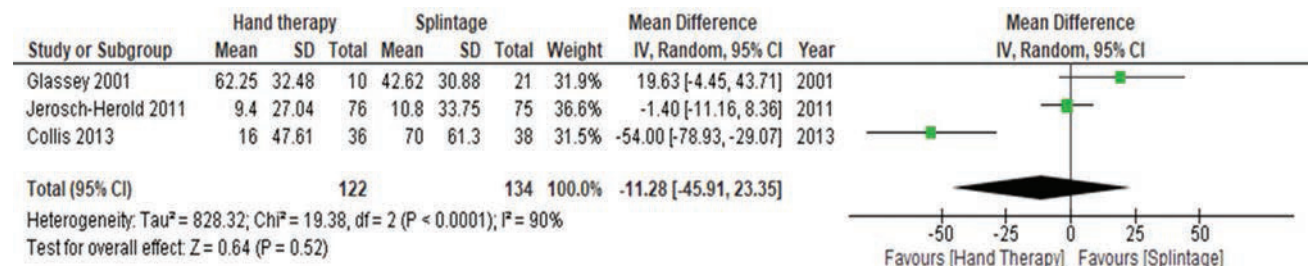 Hand therapy Splintage Mean Difference Mean Difference
Study or Subgroup Mean SD Total Mean SD Total Weight IV, Random, 95% CI Year IV, Random, 95% CI
Glassey 2001 62.25 32.48 10 42.62 30.88 21 31.9% 19.63 [-4.45, 43.71] 2001
Jerosch-Herold 2011 9.4 27.04 76 10.8 33.75 75 36.6% -1.40 [-11.16, 8.36] 2011
Collis 2013 16 47.61 36 70 61.3 38 31.5% -54.00 [-78.93, -29.07] 2013
Total (95% CI) 122 134 100.0% -11.28 [-45.91, 23.35]
Heterogeneity: Tau² = 828.32; Chi² = 19.38, df = 2 (P < 0.0001); I² = 90%
Test for overall effect: Z = 0.64 (P = 0.52)
-50 -25 0 25 50
Favours [Hand Therapy] Favours [Splintage]